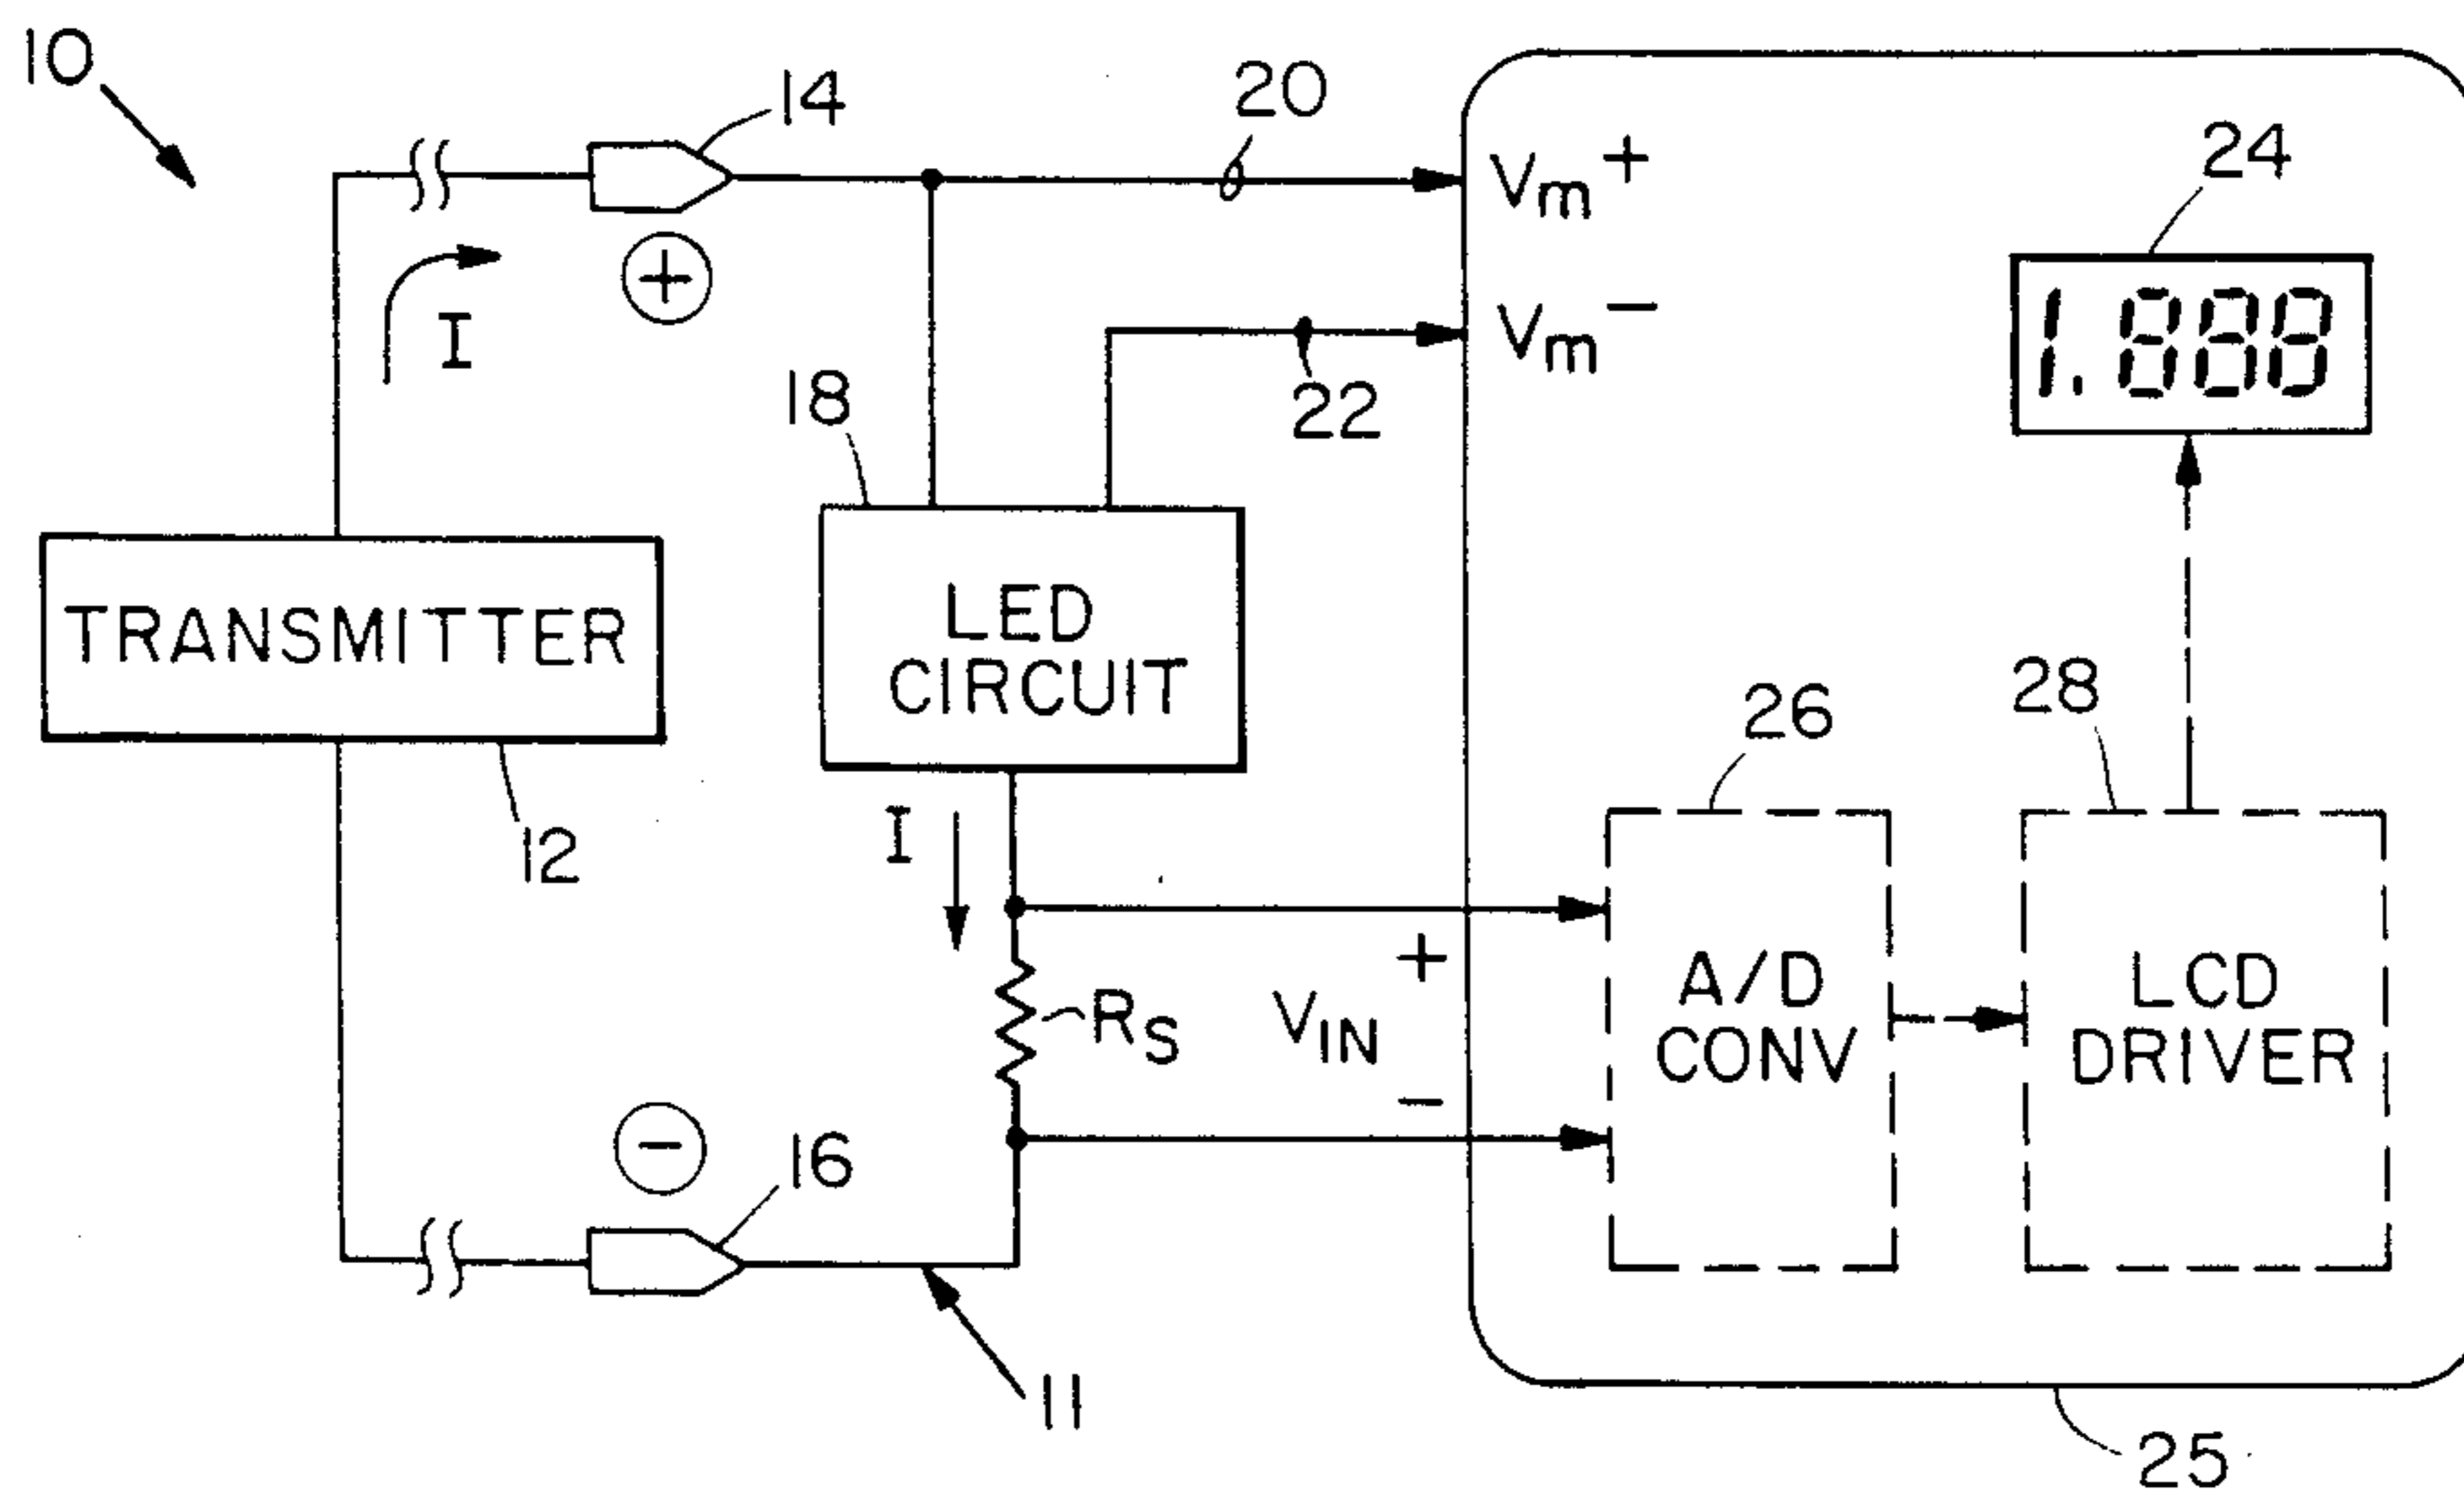 10
14
20
Vm+
24
1.888
I
Vm−
18
22
TRANSMITTER
LED
CIRCUIT
12
26
28
I
+
RS
VIN
A/D
CONV
LCD
DRIVER
−
16
11
25
+
−